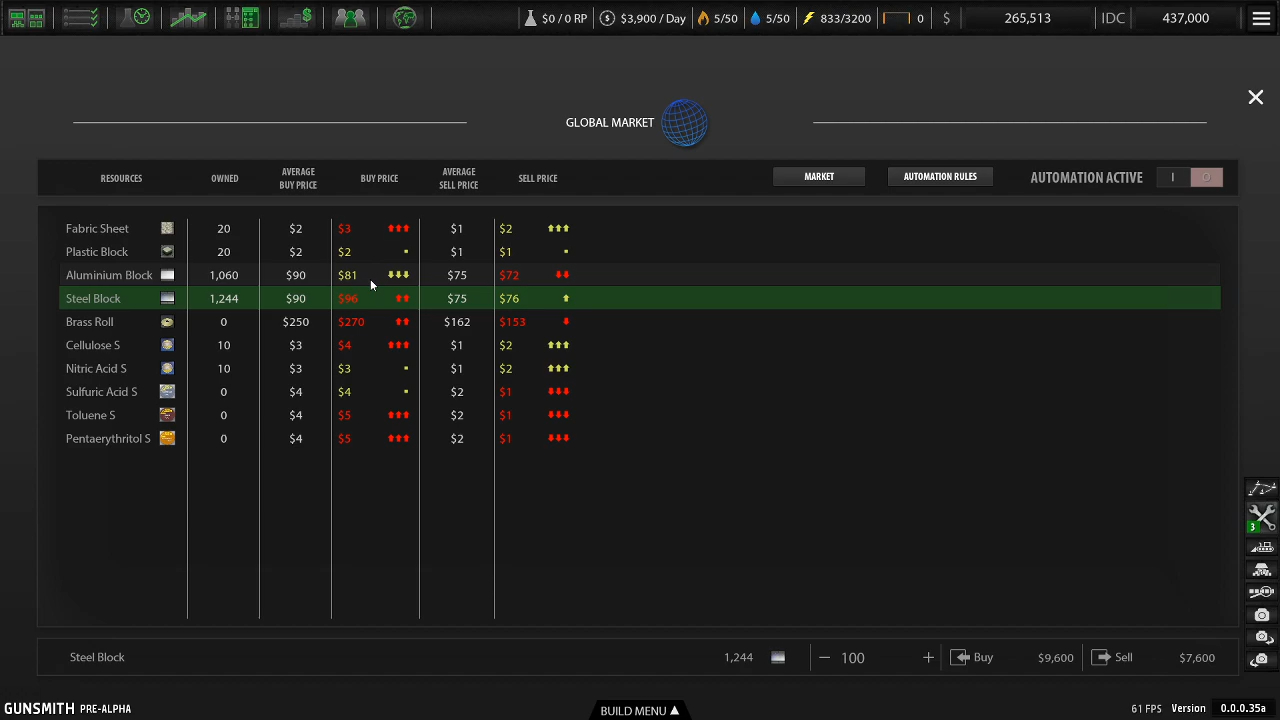 $0 / 0 RP $3,900 / Day 5/50 5/50 833/3200 0 $ 265,513 IDC 437,000
GLOBAL MARKET
RESOURCES OWNED AVERAGE BUY PRICE BUY PRICE AVERAGE SELL PRICE SELL PRICE MARKET AUTOMATION RULES AUTOMATION ACTIVE I O
Fabric Sheet 20 $2 $3 $1 $2
Plastic Block 20 $2 $2 $1 $1
Aluminium Block 1,060 $90 $81 $75 $72
Steel Block 1,244 $90 $96 $75 $76
Brass Roll 0 $250 $270 $162 $153
Cellulose S 10 $3 $4 $1 $2
Nitric Acid S 10 $3 $3 $1 $2
Sulfuric Acid S 0 $4 $4 $2 $1
Toluene S 0 $4 $5 $2 $1
Pentaerythritol S 0 $4 $5 $2 $1
3
Steel Block 1,244 − 100 + Buy $9,600 Sell $7,600
GUNSMITH PRE-ALPHA BUILD MENU ▲ 61 FPS Version 0.0.0.35a